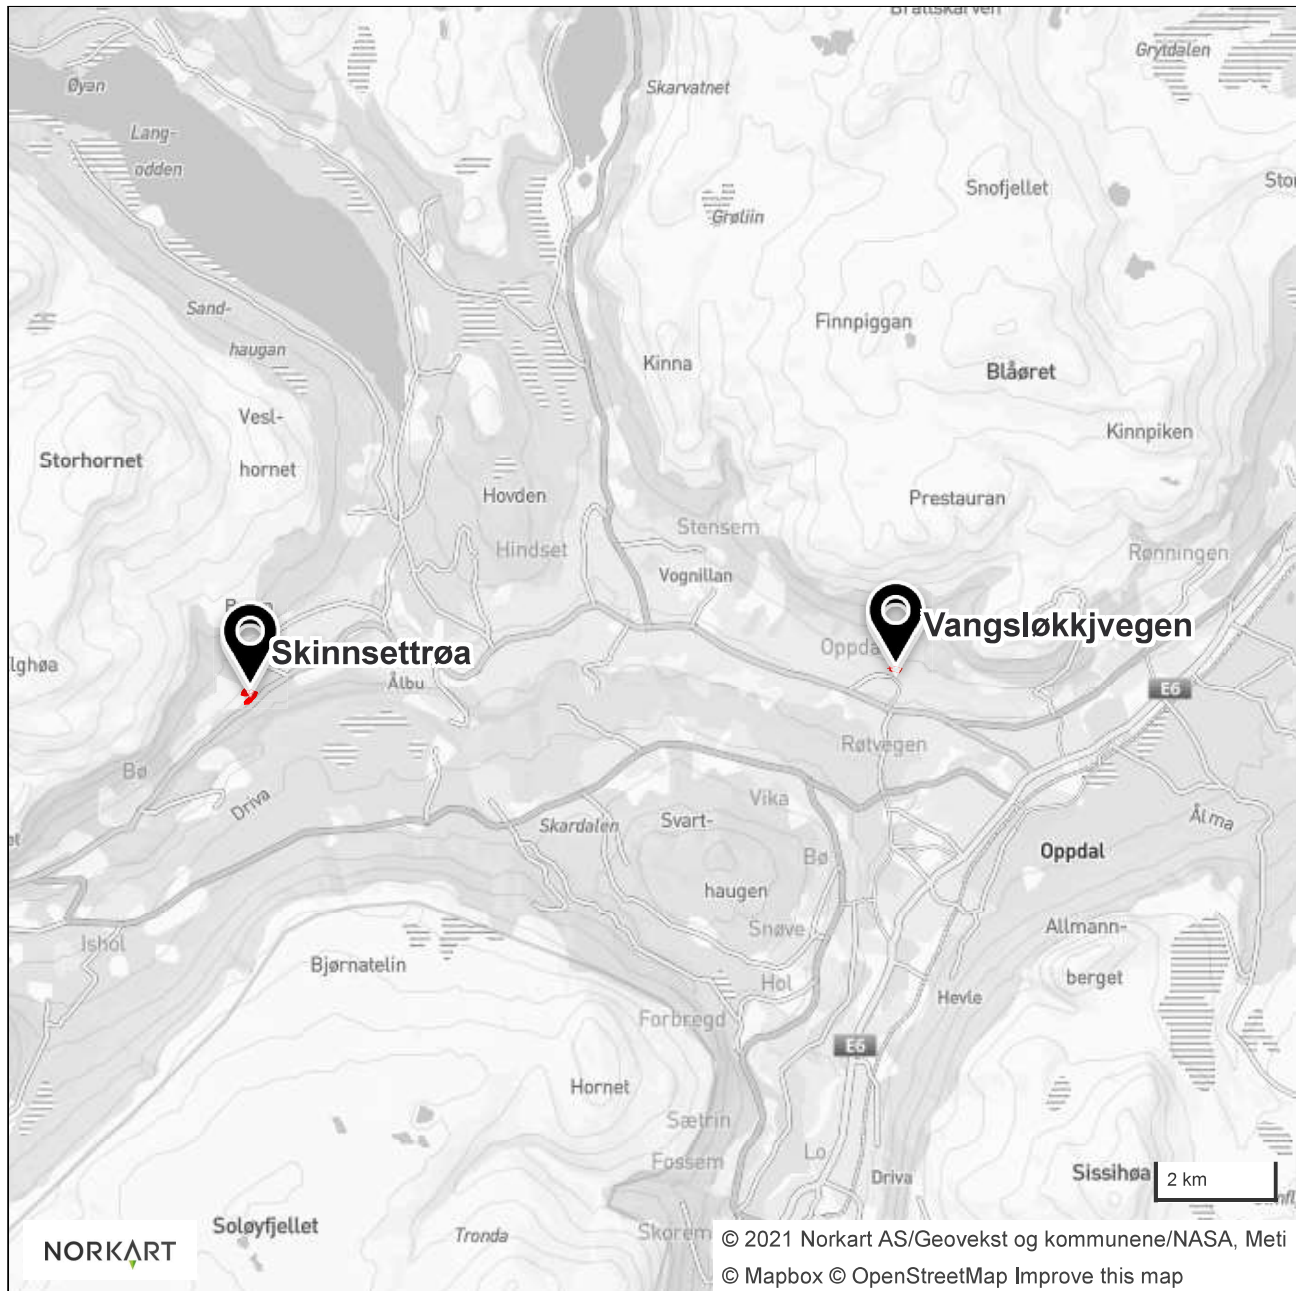 Brattskarven
Grytdalen
Øyan
Skarvatnet
Lang-
odden
Snofjellet
Grøliin
Sand-
haugan
Finnpiggan
Kinna
Blåøret
Vesl-
hornet
Kinnpiken
Storhornet
Hovden
Prestauran
Stensem
Hindset
Rønningen
Vognillan
Vangsløkkjvegen
Skinnsettrøa
Ålbu
E6
Røtvegen
Bø
Driva
Vika
Skardalen
Svart-
haugen
Ålma
Bø
Oppdal
Snøve
Allmann-
berget
Ishol
Bjørnatelin
Hol
Hevle
Forbregd
E6
Hornet
Sætrin
Fossem
Lo
Driva
Sissihøa
2 km
Soløyfjellet
Tronda
Skorem
NORKART
© 2021 Norkart AS/Geovekst og kommunene/NASA, Meti
© Mapbox © OpenStreetMap Improve this map